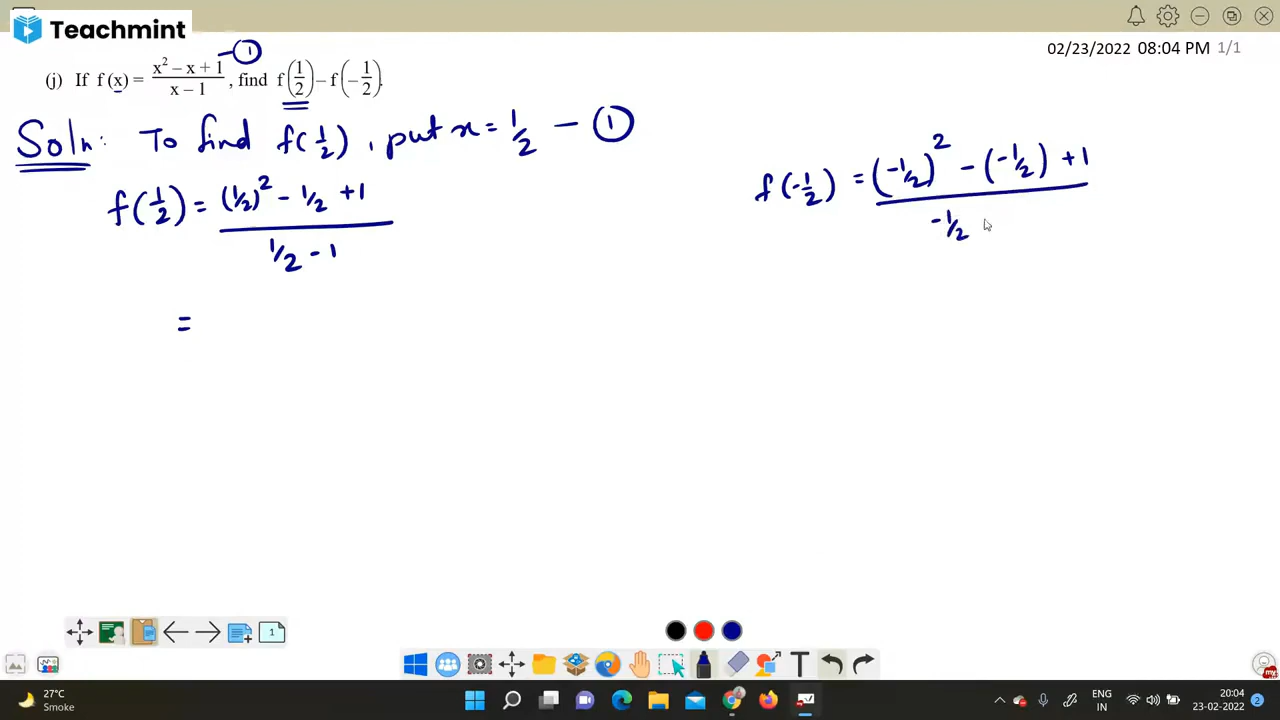 Teachmint
02/23/2022 08:04 PM 1/1
(j) If f(x) = (x² – x + 1)/(x – 1), find f(1/2) – f(–1/2). – ①
Soln: To find f(½), put x = ½ – ①
f(½) = ((½)² - ½ + 1)/(½ - 1)
=
f(-½) = ((-½)² - (-½) + 1)/(-½
1
T
27°C
Smoke
ENG
IN
20:04
23-02-2022
2